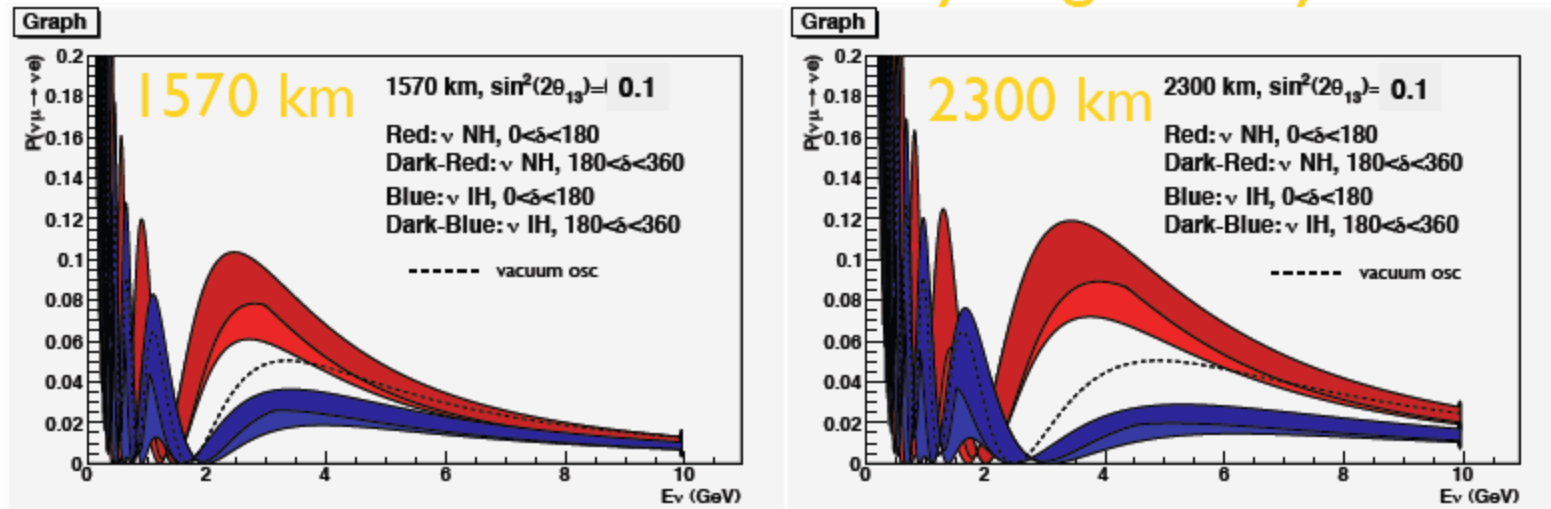 Graph
1570 km
1570 km, sin²(2θ₁₃)= 0.1
Red: ν NH, 0<δ<180
Dark-Red: ν NH, 180<δ<360
Blue: ν IH, 0<δ<180
Dark-Blue: ν IH, 180<δ<360
vacuum osc
P(νμ→νe)
0.2
0.18
0.16
0.14
0.12
0.1
0.08
0.06
0.04
0.02
0
0 2 4 6 8 10
Eν (GeV)
Graph
2300 km
2300 km, sin²(2θ₁₃)= 0.1
Red: ν NH, 0<δ<180
Dark-Red: ν NH, 180<δ<360
Blue: ν IH, 0<δ<180
Dark-Blue: ν IH, 180<δ<360
vacuum osc
P(νμ→νe)
0.2
0.18
0.16
0.14
0.12
0.1
0.08
0.06
0.04
0.02
0
0 2 4 6 8 10
Eν (GeV)